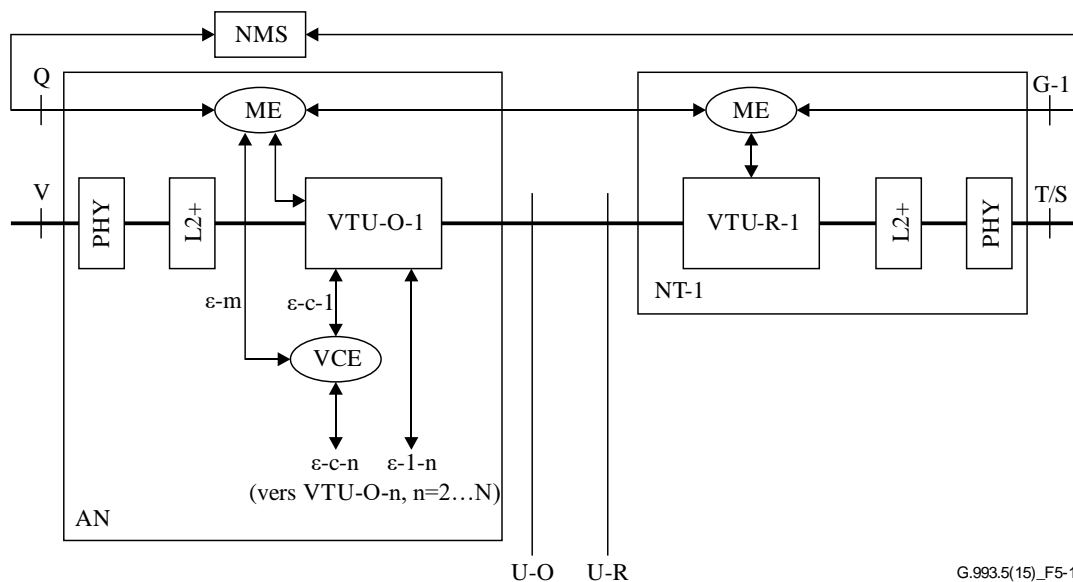 NMS
Q
ME
ME
G-1
V
PHY
L2+
VTU-O-1
VTU-R-1
L2+
PHY
T/S
NT-1
ε-m
ε-c-1
VCE
ε-c-n
ε-1-n
(vers VTU-O-n, n=2…N)
AN
U-O
U-R
G.993.5(15)_F5-1